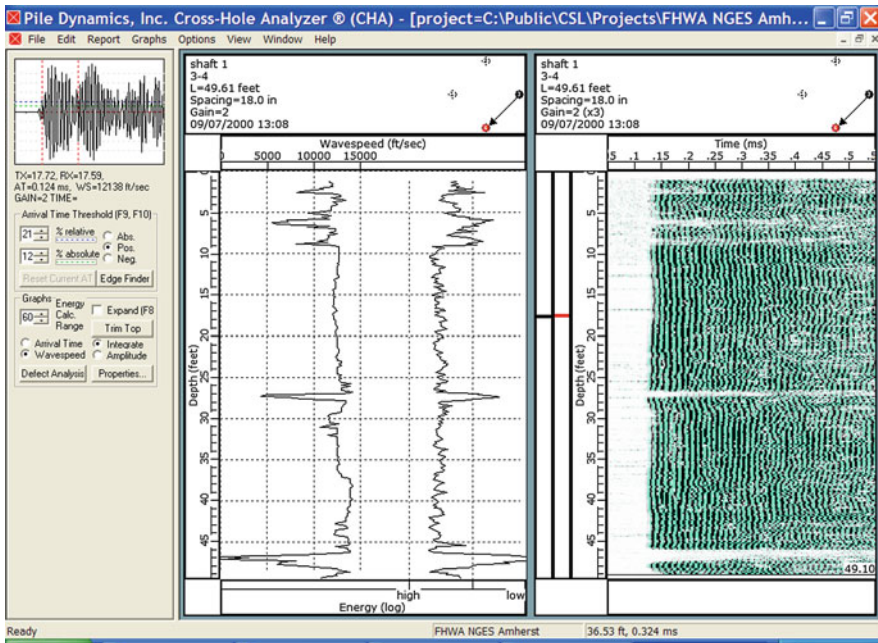 Pile Dynamics, Inc. Cross-Hole Analyzer ® (CHA) - [project=C:\Public\CSL\Projects\FHWA NGES Amh...
File Edit Report Graphs Options View Window Help
TX=17.72, RX=17.59,
AT=0.124 ms, WS=12138 ft/sec
GAIN=2 TIME=
Arrival Time Threshold (F9, F10)
21 % relative
12 % absolute
Abs.
Pos.
Neg.
Reset Current AT Edge Finder
Graphs
60 Energy Calc. Range
Expand (F8
Trim Top
Arrival Time Integrate
Wavespeed Amplitude
Defect Analysis Properties...
shaft 1
3-4
L=49.61 feet
Spacing=18.0 in
Gain=2
09/07/2000 13:08
Wavespeed (ft/sec)
0 5000 10000 15000
Depth (feet)
5
10
15
20
25
30
35
40
45
high low
Energy (log)
shaft 1
3-4
L=49.61 feet
Spacing=18.0 in
Gain=2 (x3)
09/07/2000 13:08
Time (ms)
.1 .15 .2 .25 .3 .35 .4 .45 .5
Depth (feet)
5
10
15
20
25
30
35
40
45
49.10
Ready FHWA NGES Amherst 36.53 ft, 0.324 ms